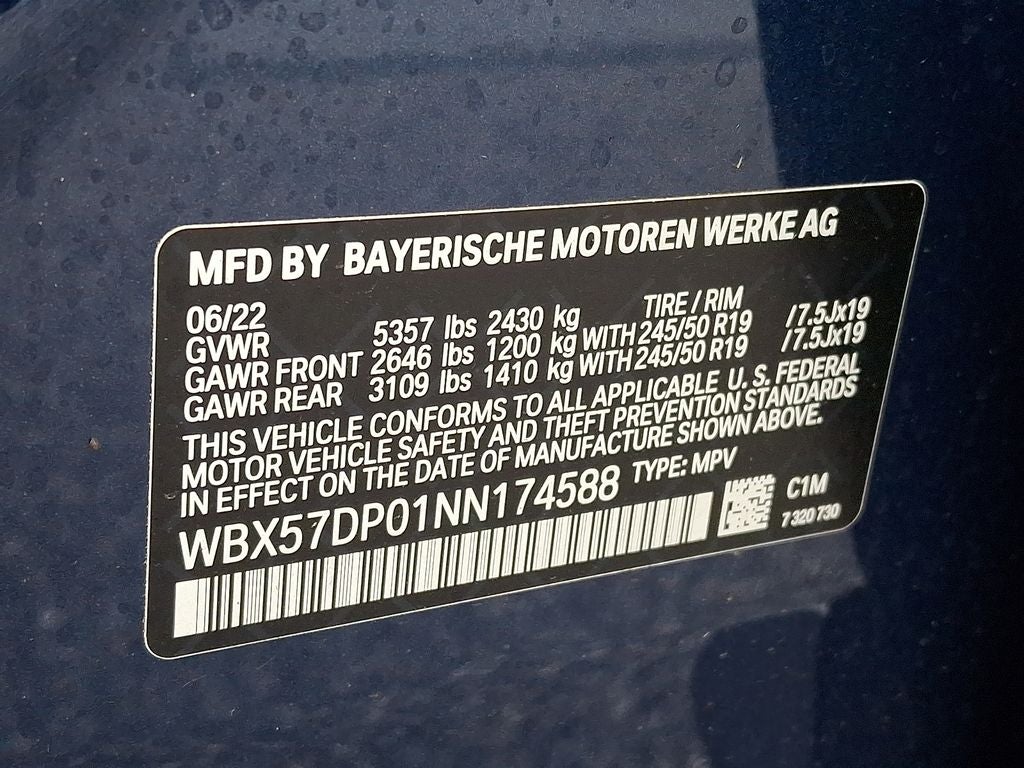 MFD BY BAYERISCHE MOTOREN WERKE AG
06/22 TIRE / RIM
GVWR 5357 lbs 2430 kg
GAWR FRONT 2646 lbs 1200 kg WITH 245/50 R19 /7.5Jx19
GAWR REAR 3109 lbs 1410 kg WITH 245/50 R19 /7.5Jx19
THIS VEHICLE CONFORMS TO ALL APPLICABLE U. S. FEDERAL
MOTOR VEHICLE SAFETY AND THEFT PREVENTION STANDARDS
IN EFFECT ON THE DATE OF MANUFACTURE SHOWN ABOVE.
WBX57DP01NN174588 TYPE: MPV
C1M
7 320 730